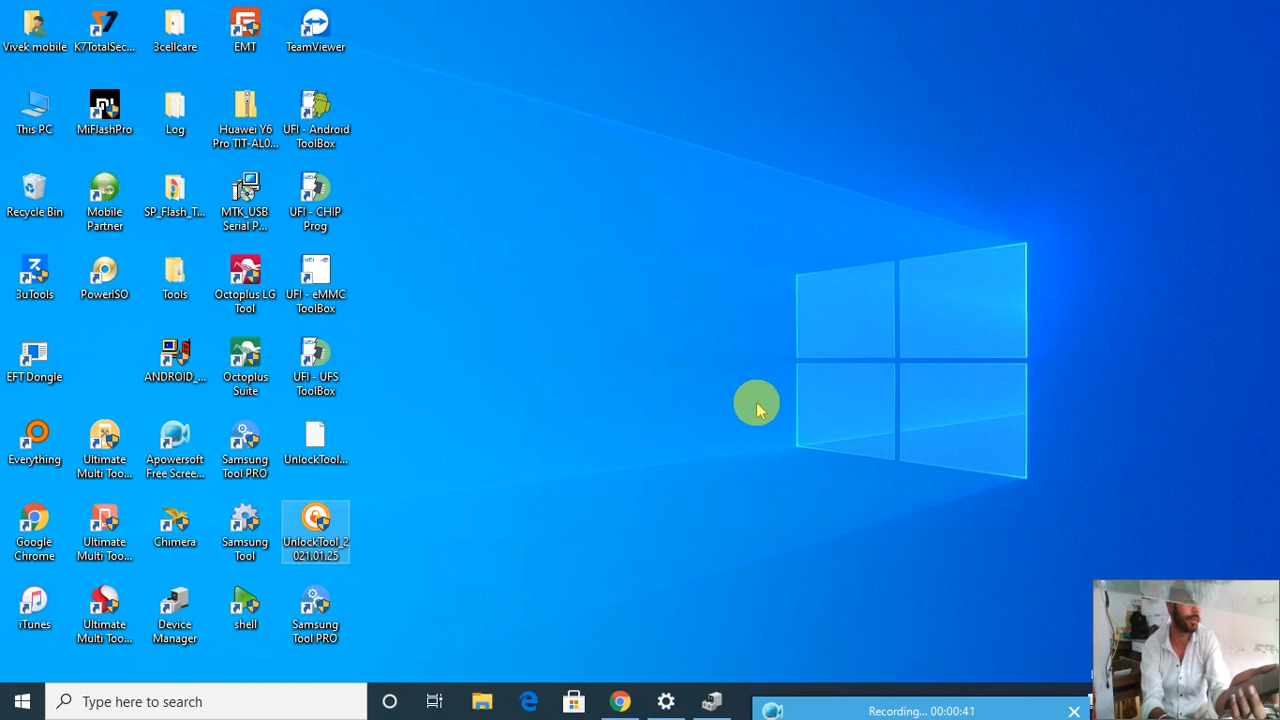 Vivek mobile
K7TotalSec...
3cellcare
EMT
TeamViewer
This PC
MiFlashPro
Log
Huawei Y6
Pro TIT-AL0...
UFI - Android
ToolBox
Recycle Bin
Mobile
Partner
SP_Flash_T...
MTK_USB
Serial P...
UFI - CHIP
Prog
3uTools
PowerISO
Tools
Octoplus LG
Tool
UFI - eMMC
ToolBox
EFT Dongle
ANDROID_...
Octoplus
Suite
UFI - UFS
ToolBox
Everything
Ultimate
Multi Too...
Apowersoft
Free Scree...
Samsung
Tool PRO
UnlockTool...
Google
Chrome
Ultimate
Multi Too...
Chimera
Samsung
Tool
UnlockTool_2
021.01.25
iTunes
Ultimate
Multi Too...
Device
Manager
shell
Samsung
Tool PRO
Type here to search
Recording... 00:00:41